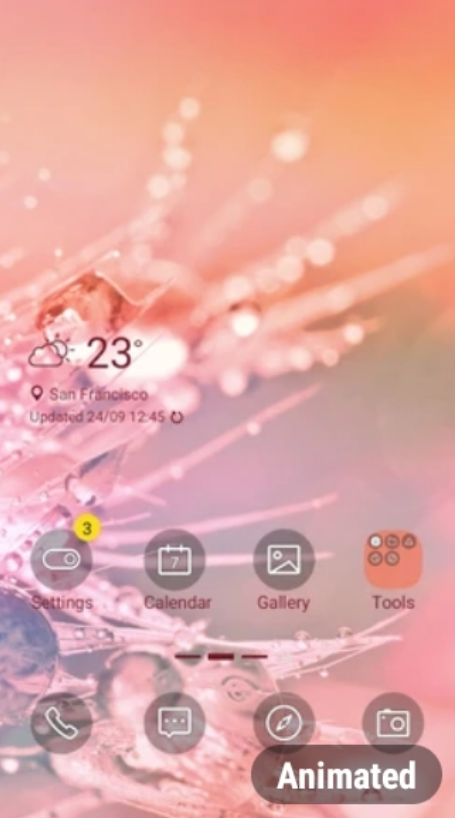 23°
San Francisco
Updated 24/09 12:45
3
7
Settings Calendar Gallery Tools
Animated